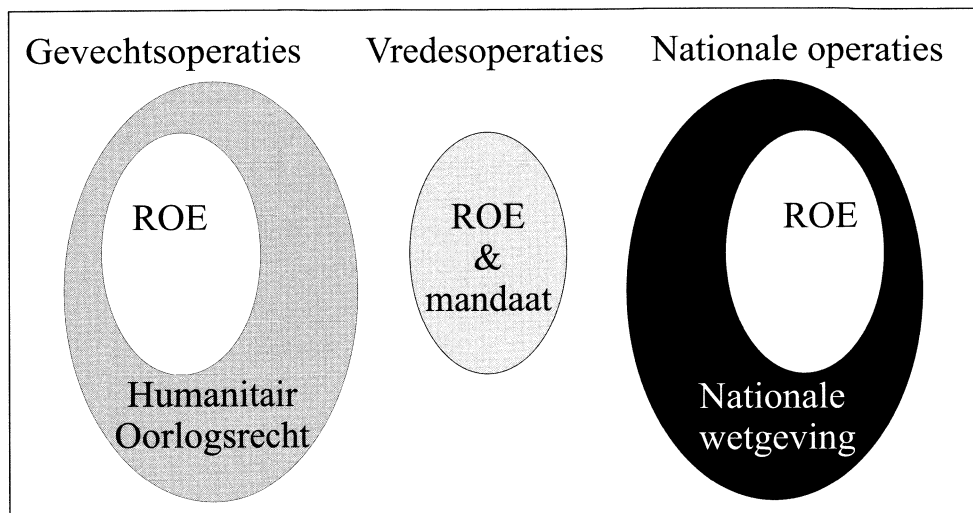 Gevechtsoperaties
Vredesoperaties
Nationale operaties
ROE
Humanitair
Oorlogsrecht
ROE
&
mandaat
ROE
Nationale
wetgeving